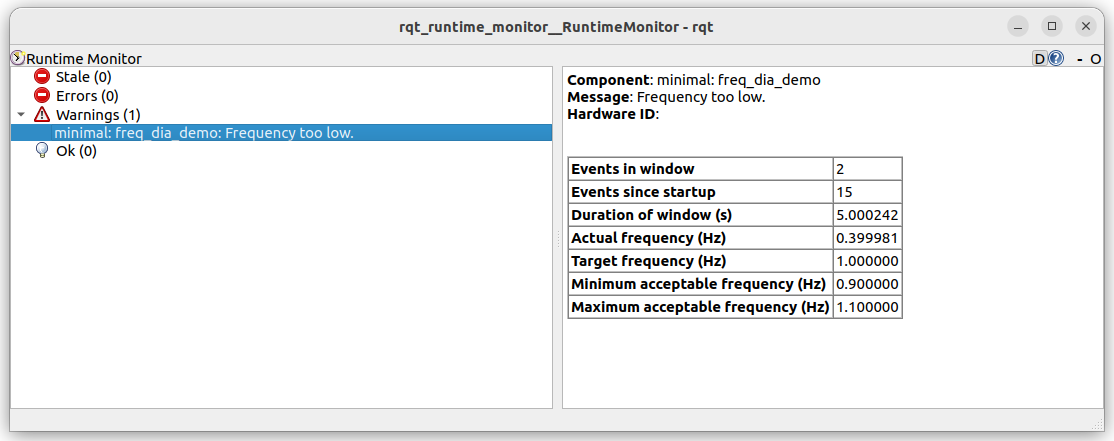 rqt_runtime_monitor__RuntimeMonitor - rqt
Runtime Monitor
D ? - O
Stale (0)
Errors (0)
Warnings (1)
minimal: freq_dia_demo: Frequency too low.
Ok (0)
Component: minimal: freq_dia_demo
Message: Frequency too low.
Hardware ID:
Events in window 2
Events since startup 15
Duration of window (s) 5.000242
Actual frequency (Hz) 0.399981
Target frequency (Hz) 1.000000
Minimum acceptable frequency (Hz) 0.900000
Maximum acceptable frequency (Hz) 1.100000